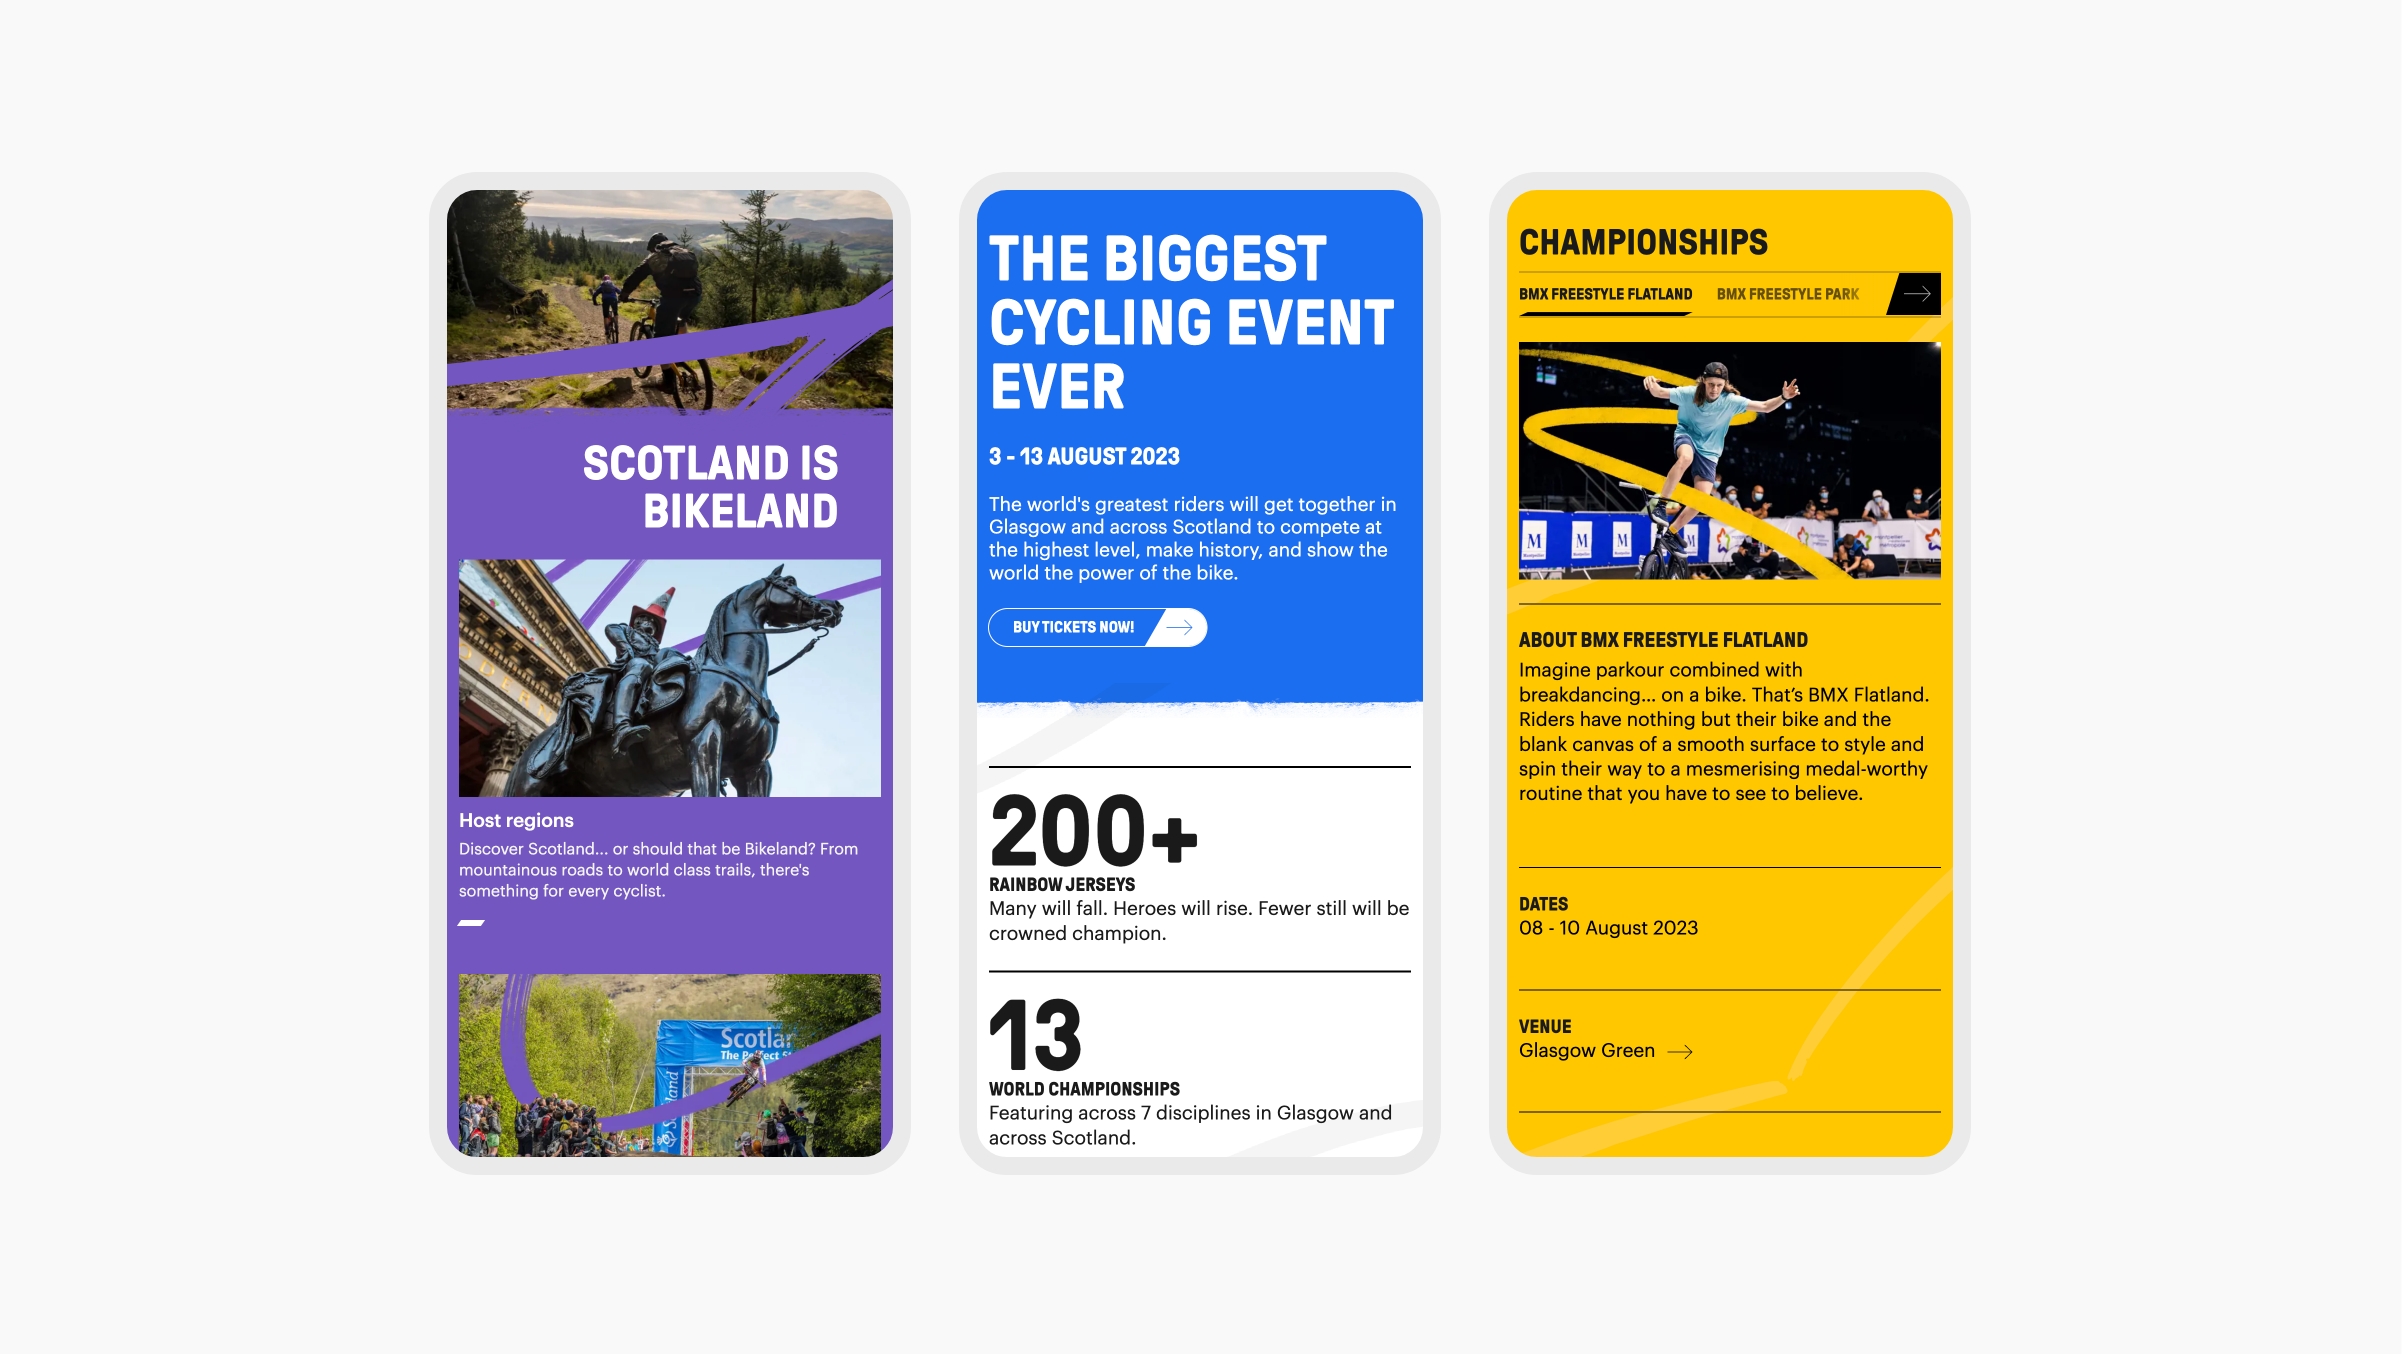 SCOTLAND IS
BIKELAND
Host regions
Discover Scotland... or should that be Bikeland? From
mountainous roads to world class trails, there's
something for every cyclist.
Scotland
THE BIGGEST
CYCLING EVENT
EVER
3 - 13 AUGUST 2023
The world's greatest riders will get together in
Glasgow and across Scotland to compete at
the highest level, make history, and show the
world the power of the bike.
BUY TICKETS NOW!
200+
RAINBOW JERSEYS
Many will fall. Heroes will rise. Fewer still will be
crowned champion.
13
WORLD CHAMPIONSHIPS
Featuring across 7 disciplines in Glasgow and
across Scotland.
CHAMPIONSHIPS
BMX FREESTYLE FLATLAND BMX FREESTYLE PARK
M M M M
ABOUT BMX FREESTYLE FLATLAND
Imagine parkour combined with
breakdancing... on a bike. That’s BMX Flatland.
Riders have nothing but their bike and the
blank canvas of a smooth surface to style and
spin their way to a mesmerising medal-worthy
routine that you have to see to believe.
DATES
08 - 10 August 2023
VENUE
Glasgow Green